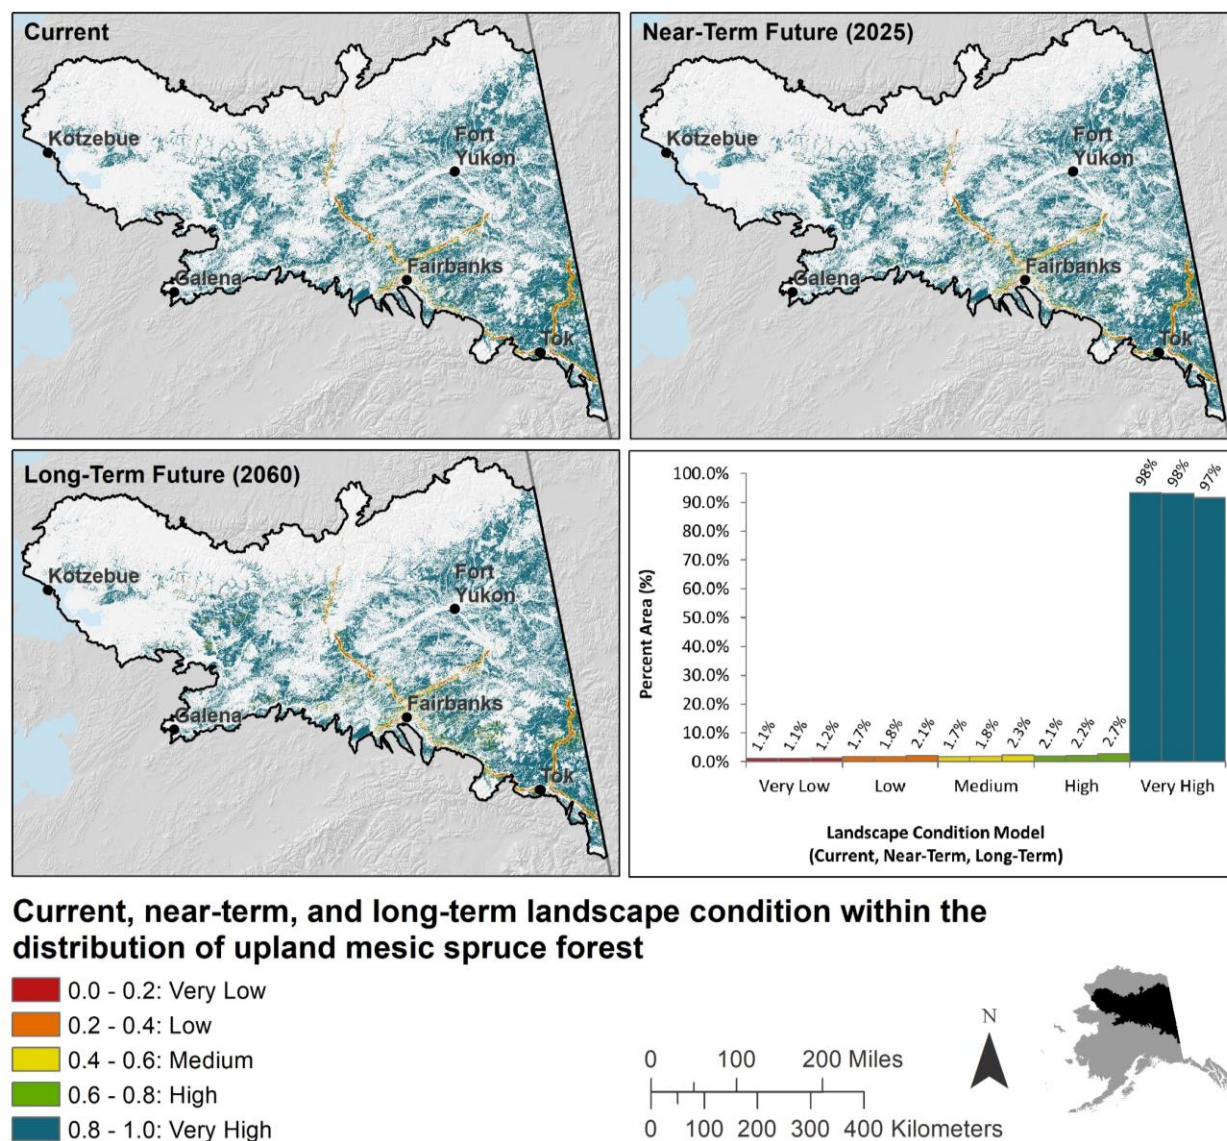 Current
Kotzebue
Fort
Yukon
Galena
Fairbanks
Tok
Near-Term Future (2025)
Kotzebue
Fort
Yukon
Galena
Fairbanks
Tok
Long-Term Future (2060)
Kotzebue
Fort
Yukon
Galena
Fairbanks
Tok
100.0%
90.0%
80.0%
70.0%
60.0%
50.0%
40.0%
30.0%
20.0%
10.0%
0.0%
Percent Area (%)
1.1% 1.1% 1.2% 1.7% 1.8% 2.1% 1.7% 1.8% 2.3% 2.1% 2.2% 2.7% 98% 98% 97%
Very Low Low Medium High Very High
Landscape Condition Model
(Current, Near-Term, Long-Term)
Current, near-term, and long-term landscape condition within the
distribution of upland mesic spruce forest
0.0 - 0.2: Very Low
0.2 - 0.4: Low
0.4 - 0.6: Medium
0.6 - 0.8: High
0.8 - 1.0: Very High
0 100 200 Miles
0 100 200 300 400 Kilometers
N